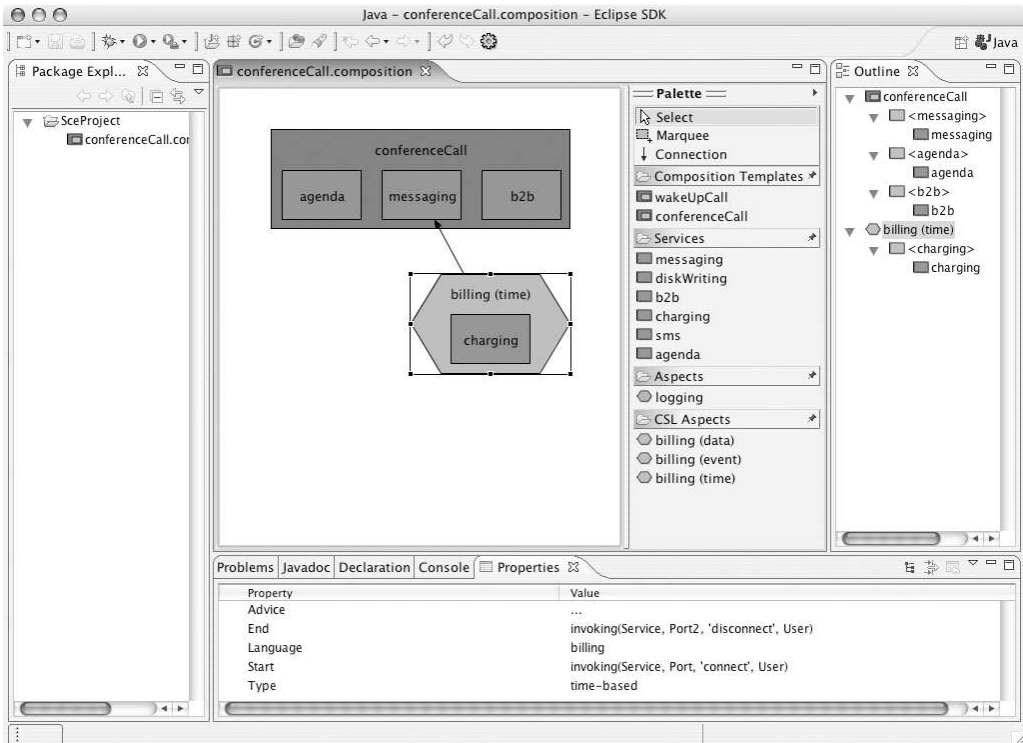 Java – conferenceCall.composition – Eclipse SDK
Java
Package Expl...
SceProject
conferenceCall.cor
conferenceCall.composition
conferenceCall
agenda
messaging
b2b
billing (time)
charging
Palette
Select
Marquee
Connection
Composition Templates
wakeUpCall
conferenceCall
Services
messaging
diskWriting
b2b
charging
sms
agenda
Aspects
logging
CSL Aspects
billing (data)
billing (event)
billing (time)
Outline
conferenceCall
<messaging>
messaging
<agenda>
agenda
<b2b>
b2b
billing (time)
<charging>
charging
Problems Javadoc Declaration Console Properties
Property Value
Advice ...
End invoking(Service, Port2, 'disconnect', User)
Language billing
Start invoking(Service, Port, 'connect', User)
Type time-based